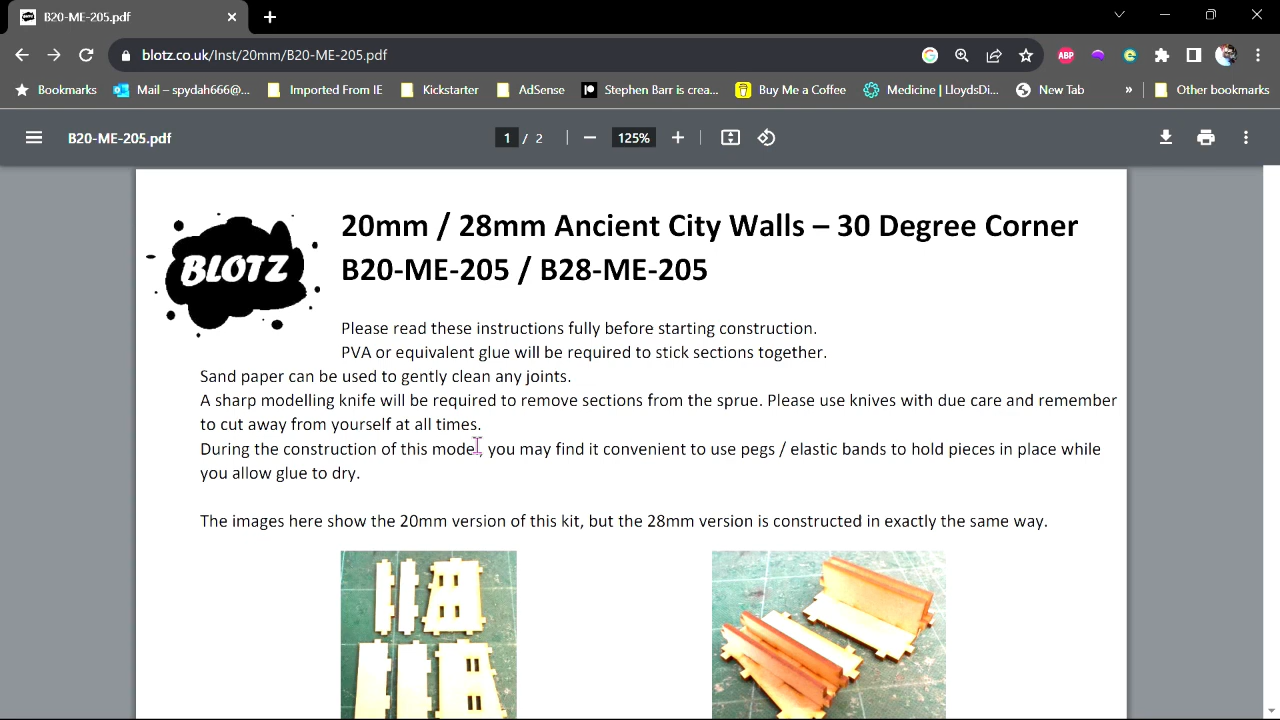 B20-ME-205.pdf
blotz.co.uk/Inst/20mm/B20-ME-205.pdf
ABP
Bookmarks
Mail – spydah666@g...
Imported From IE
Kickstarter
AdSense
Stephen Barr is crea...
Buy Me a Coffee
Medicine | LloydsDi...
New Tab
»
Other bookmarks
B20-ME-205.pdf
1 / 2
125%
BLOTZ
20mm / 28mm Ancient City Walls – 30 Degree Corner
B20-ME-205 / B28-ME-205
Please read these instructions fully before starting construction.
PVA or equivalent glue will be required to stick sections together.
Sand paper can be used to gently clean any joints.
A sharp modelling knife will be required to remove sections from the sprue. Please use knives with due care and remember
to cut away from yourself at all times.
During the construction of this model, you may find it convenient to use pegs / elastic bands to hold pieces in place while
you allow glue to dry.
The images here show the 20mm version of this kit, but the 28mm version is constructed in exactly the same way.